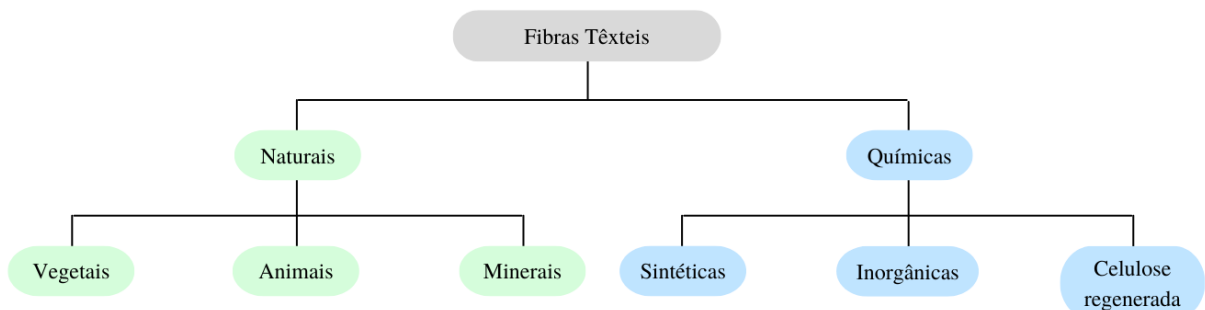 Fibras Têxteis
Naturais
Químicas
Vegetais
Animais
Minerais
Sintéticas
Inorgânicas
Celulose
regenerada